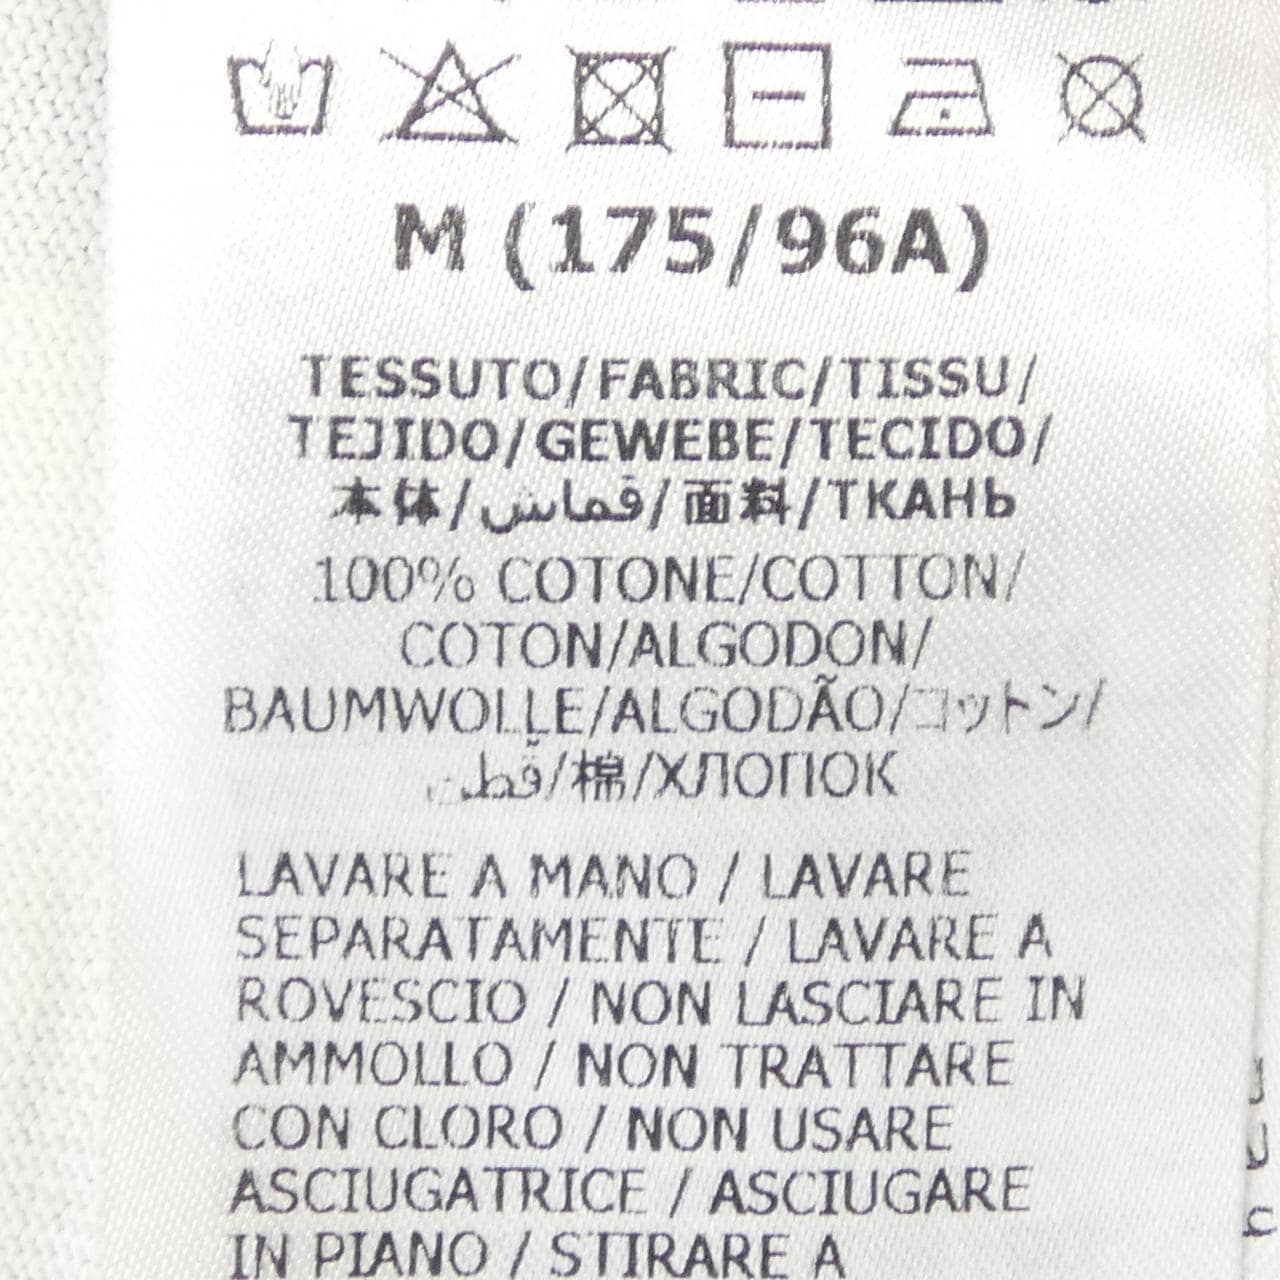 M (175/96A)
TESSUTO/FABRIC/TISSU/
TEJIDO/GEWEBE/TECIDO/
本体/قماش/面料/ТКАНЬ
100% COTONE/COTTON/
COTON/ALGODON/
BAUMWOLLE/ALGODÃO/コットン/
قطن/棉/ХЛОПОК
LAVARE A MANO / LAVARE
SEPARATAMENTE / LAVARE A
ROVESCIO / NON LASCIARE IN
AMMOLLO / NON TRATTARE
CON CLORO / NON USARE
ASCIUGATRICE / ASCIUGARE
IN PIANO / STIRARE A